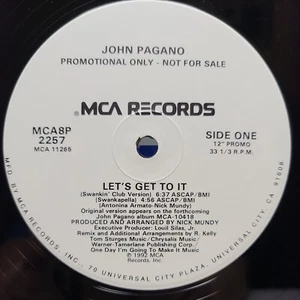 JOHN PAGANO
PROMOTIONAL ONLY - NOT FOR SALE
MCA RECORDS
MCA8P
2257
MCA 11265
SIDE ONE
12" PROMO
33 1/3 R.P.M.
LET'S GET TO IT
(Swankin' Club Version) 6:37 ASCAP/BMI
(Swankapella) 4:56 ASCAP/BMI
(Antonina Armato-Nick Mundy)
Original version appears on the forthcoming
John Pagano album MCA-10418
PRODUCED AND ARRANGED BY NICK MUNDY
Executive Producer: Louil Silas, Jr.
Remix and Additional Arrangements by R. Kelly
Tom Sturges Music/ Chrysalis Music/
Warner-Tamarlane Publishing Corp./
One Day I'm Going To Make It Music
℗ 1992 MCA
Records, Inc.
MFD. BY MCA RECORDS, INC., 70 UNIVERSAL CITY PLAZA, UNIVERSAL CITY, CA 91608